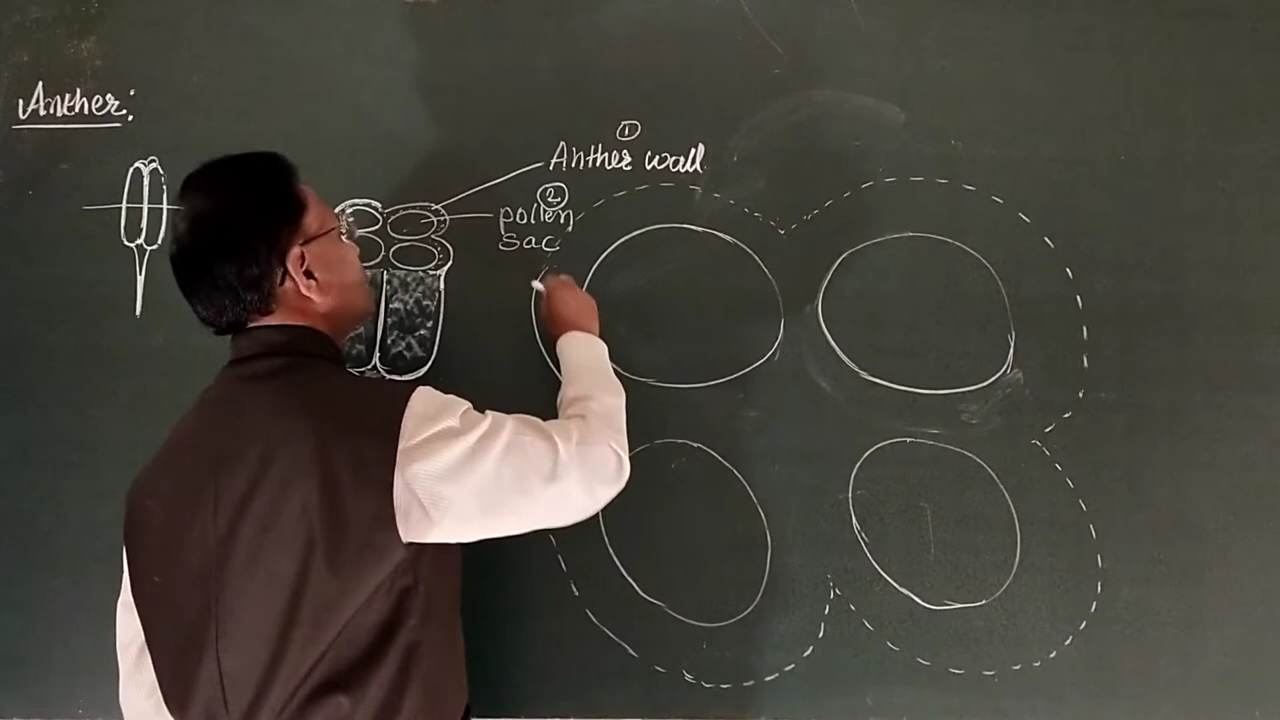 Anther:
①
Anther wall
②
pollen
sac